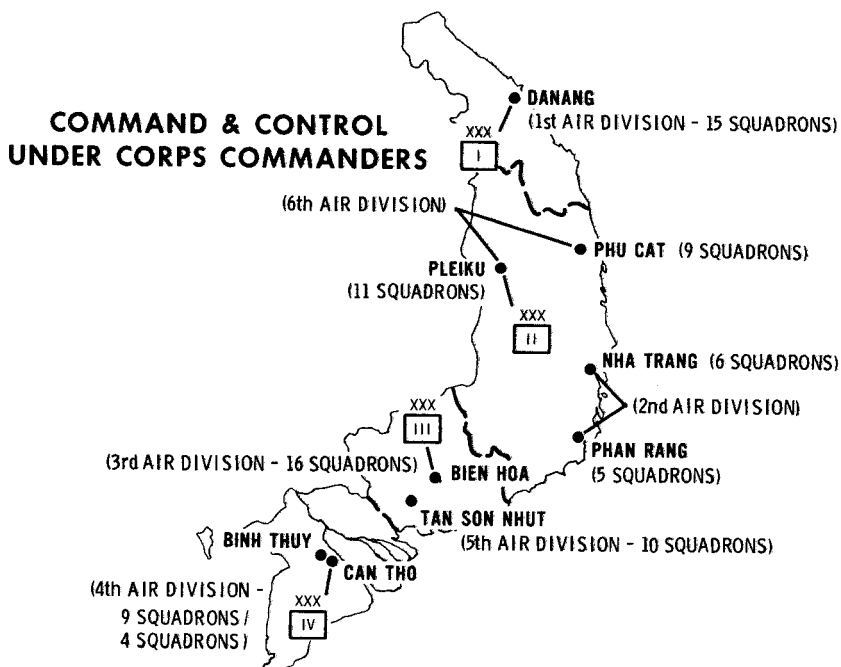 COMMAND & CONTROL
UNDER CORPS COMMANDERS
DANANG
(1st AIR DIVISION - 15 SQUADRONS)
XXX
I
(6th AIR DIVISION)
PHU CAT (9 SQUADRONS)
PLEIKU
(11 SQUADRONS)
XXX
II
NHA TRANG (6 SQUADRONS)
(2nd AIR DIVISION)
PHAN RANG
(5 SQUADRONS)
XXX
III
(3rd AIR DIVISION - 16 SQUADRONS)
BIEN HOA
TAN SON NHUT
(5th AIR DIVISION - 10 SQUADRONS)
BINH THUY
CAN THO
(4th AIR DIVISION -
9 SQUADRONS/
4 SQUADRONS)
XXX
IV